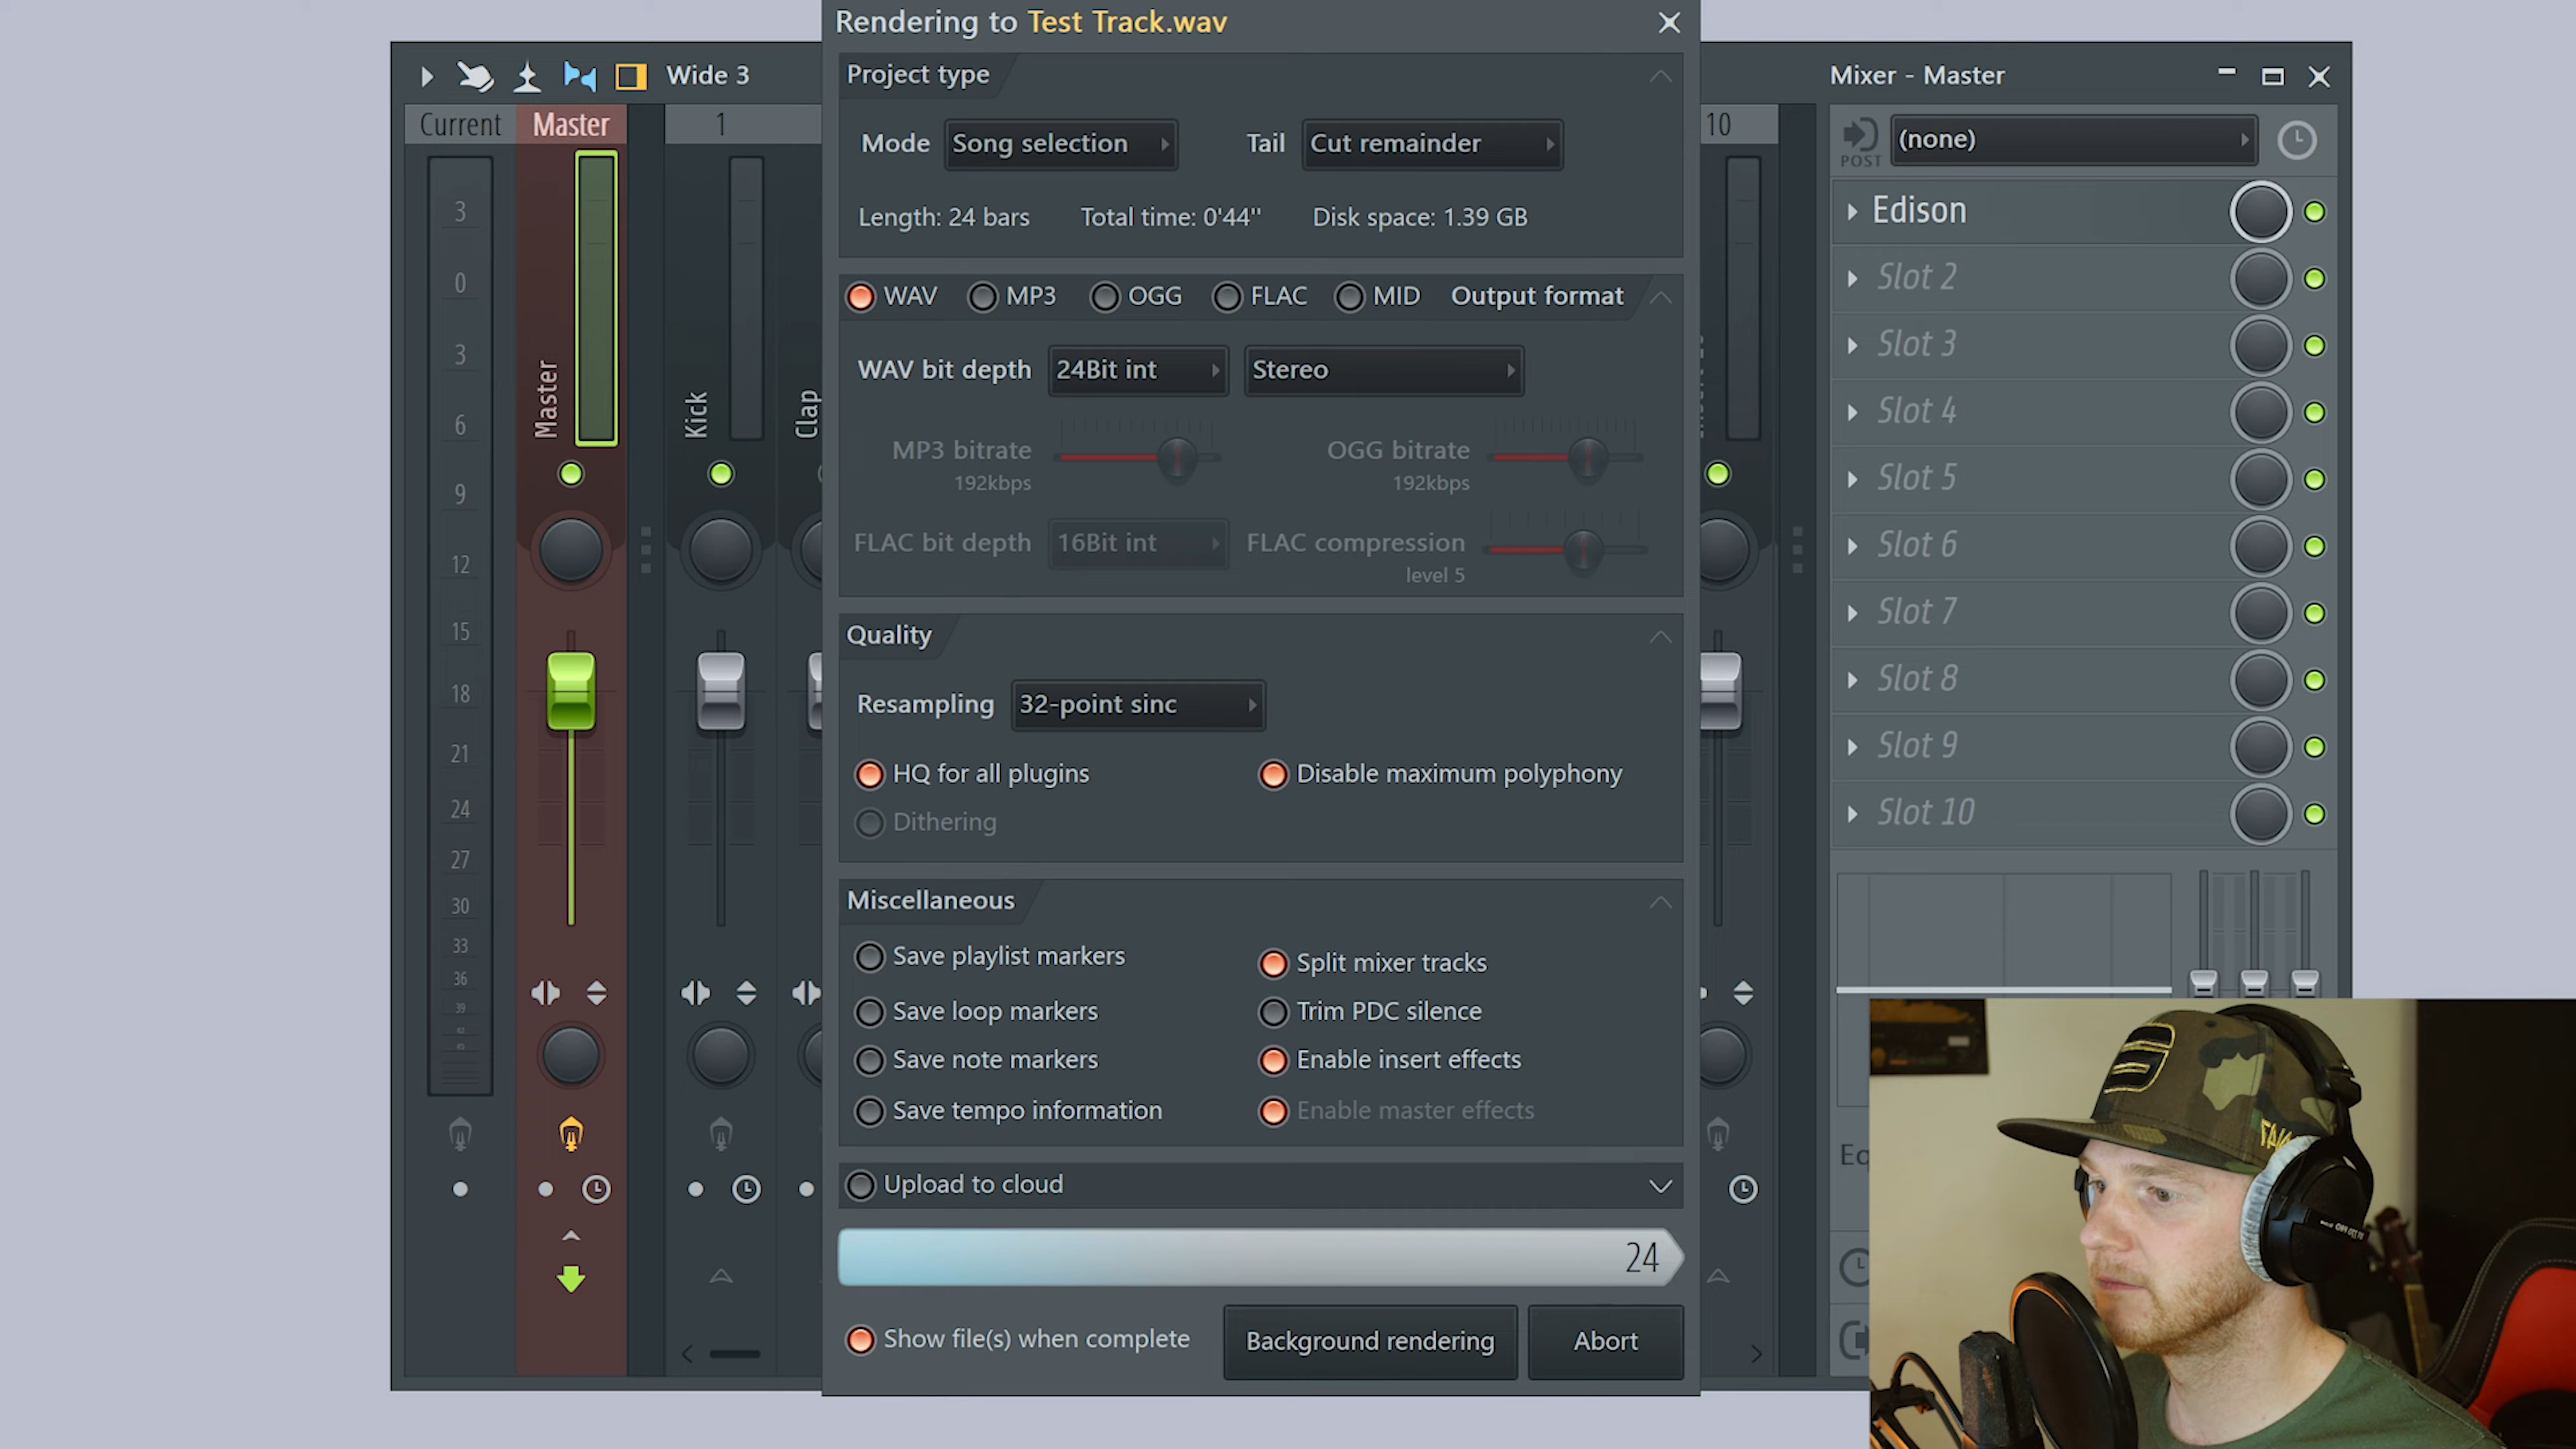 Rendering to Test Track.wav
Wide 3
Mixer - Master
Project type
Current
Master
1
10
Mode
Song selection
Tail
Cut remainder
POST
(none)
Length: 24 bars
Total time: 0'44''
Disk space: 1.39 GB
Edison
Slot 2
Slot 3
Slot 4
Slot 5
Slot 6
Slot 7
Slot 8
Slot 9
Slot 10
WAV
MP3
OGG
FLAC
MID
Output format
WAV bit depth
24Bit int
Stereo
MP3 bitrate
192kbps
OGG bitrate
192kbps
FLAC bit depth
16Bit int
FLAC compression
level 5
Master
Kick
Clap
3
0
3
6
9
12
15
18
21
24
27
30
33
36
39
Quality
Resampling
32-point sinc
HQ for all plugins
Disable maximum polyphony
Dithering
Miscellaneous
Save playlist markers
Split mixer tracks
Save loop markers
Trim PDC silence
Save note markers
Enable insert effects
Save tempo information
Enable master effects
Upload to cloud
24
Show file(s) when complete
Background rendering
Abort